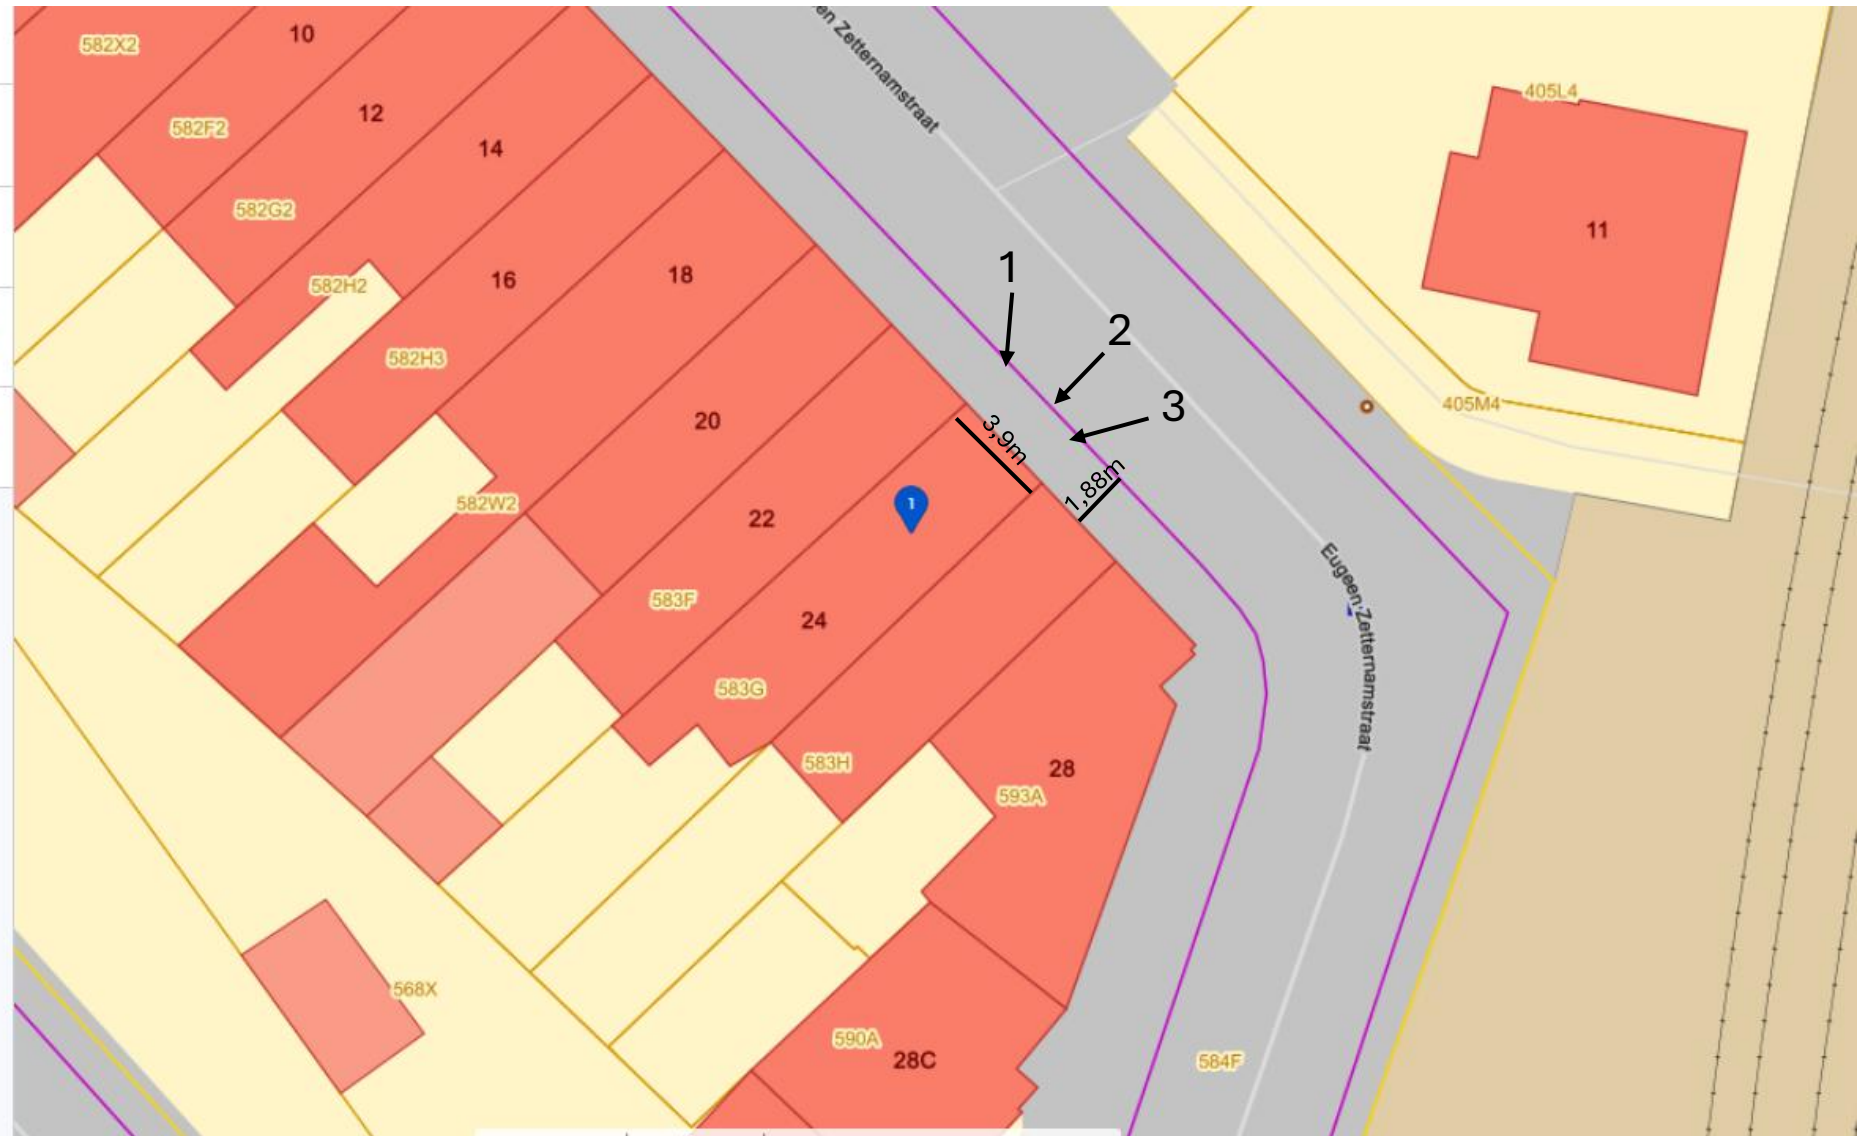 582X2
10
en Zetternamstraat
405L4
582F2
12
14
582G2
11
1
582H2
16
18
2
582H3
3
405M4
20
3,9m
1,88m
582W2
22
1
Eugeen Zetternamstraat
583F
24
583G
583H
28
593A
568X
590A
28C
584F